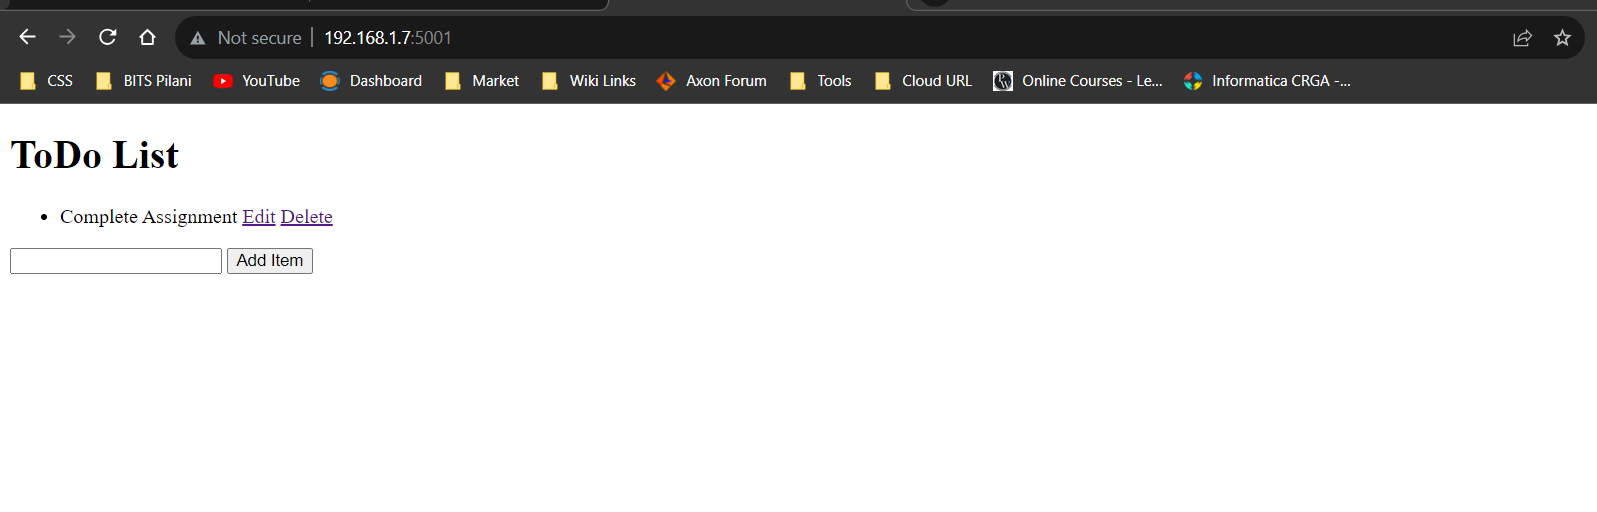 Not secure | 192.168.1.7:5001
CSS BITS Pilani YouTube Dashboard Market Wiki Links Axon Forum Tools Cloud URL Online Courses - Le... Informatica CRGA -...
ToDo List
• Complete Assignment Edit Delete
Add Item